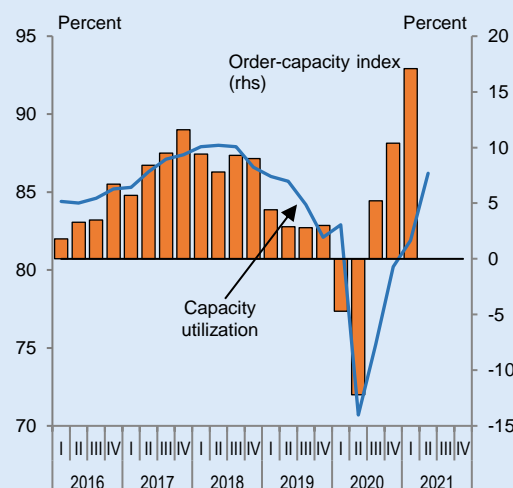 Percent Percent
95 20
Order-capacity index
(rhs)
90 15
10
85 5
80 0
Capacity
utilization
-5
75 -10
70 -15
I II III IV I II III IV I II III IV I II III IV I II III IV I II III IV
2016 2017 2018 2019 2020 2021